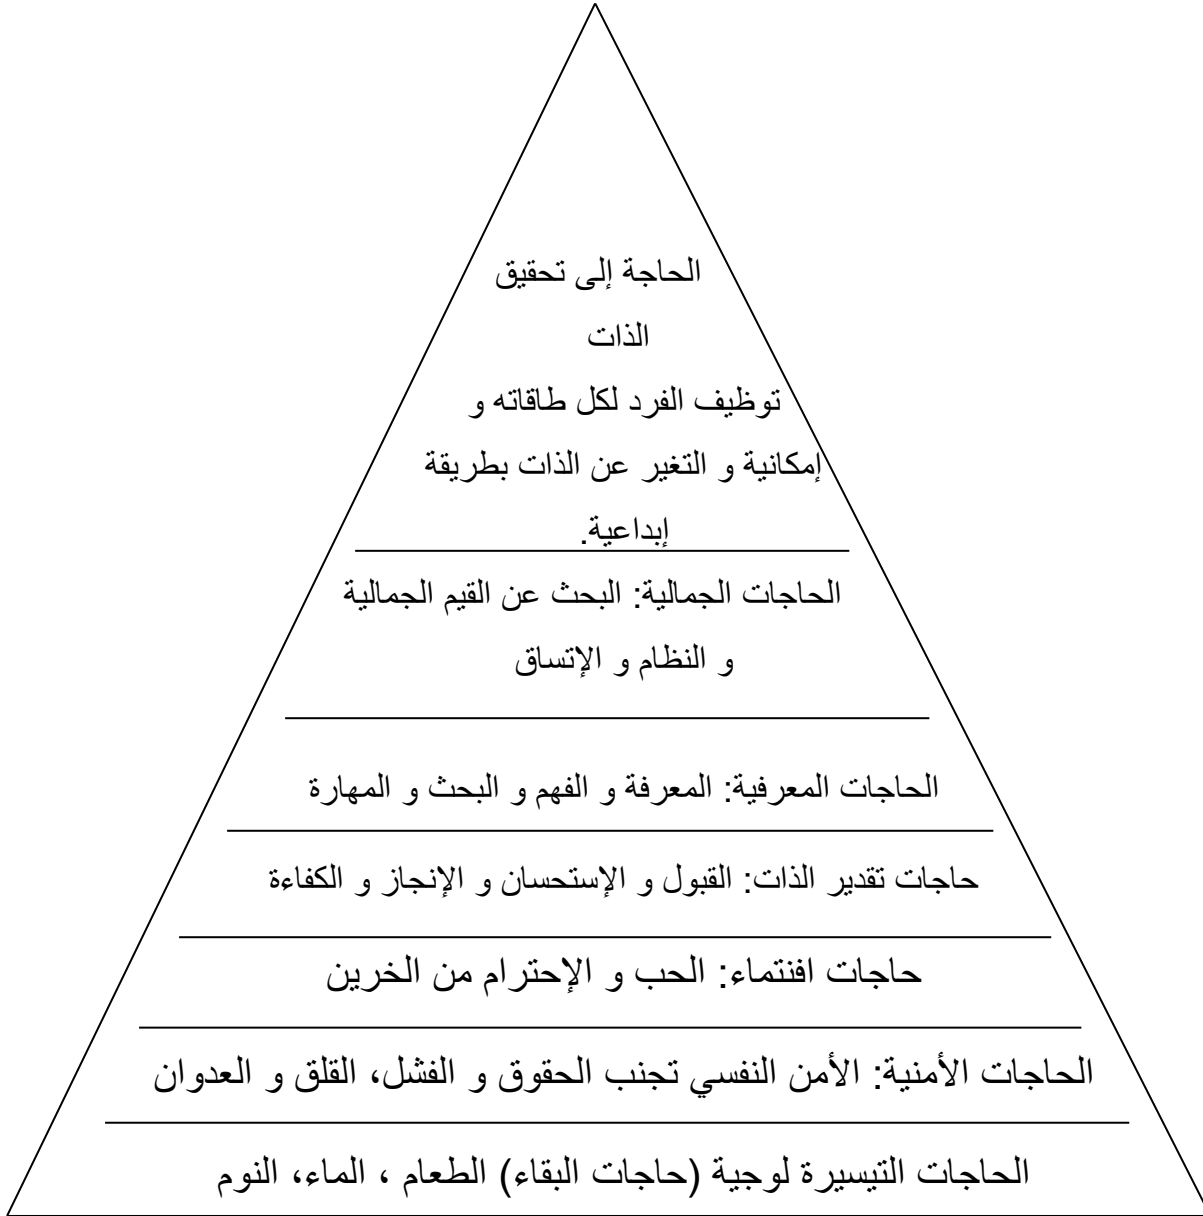 الحاجة إلى تحقيق
الذات
توظيف الفرد لكل طاقاته و
إمكانية و التغير عن الذات بطريقة
إبداعية.
الحاجات الجمالية: البحث عن القيم الجمالية
و النظام و الإتساق
الحاجات المعرفية: المعرفة و الفهم و البحث و المهارة
حاجات تقدير الذات: القبول و الإستحسان و الإنجاز و الكفاءة
حاجات افنتماء: الحب و الإحترام من الخرين
الحاجات الأمنية: الأمن النفسي تجنب الحقوق و الفشل، القلق و العدوان
الحاجات التيسيرة لوجية (حاجات البقاء) الطعام ، الماء، النوم